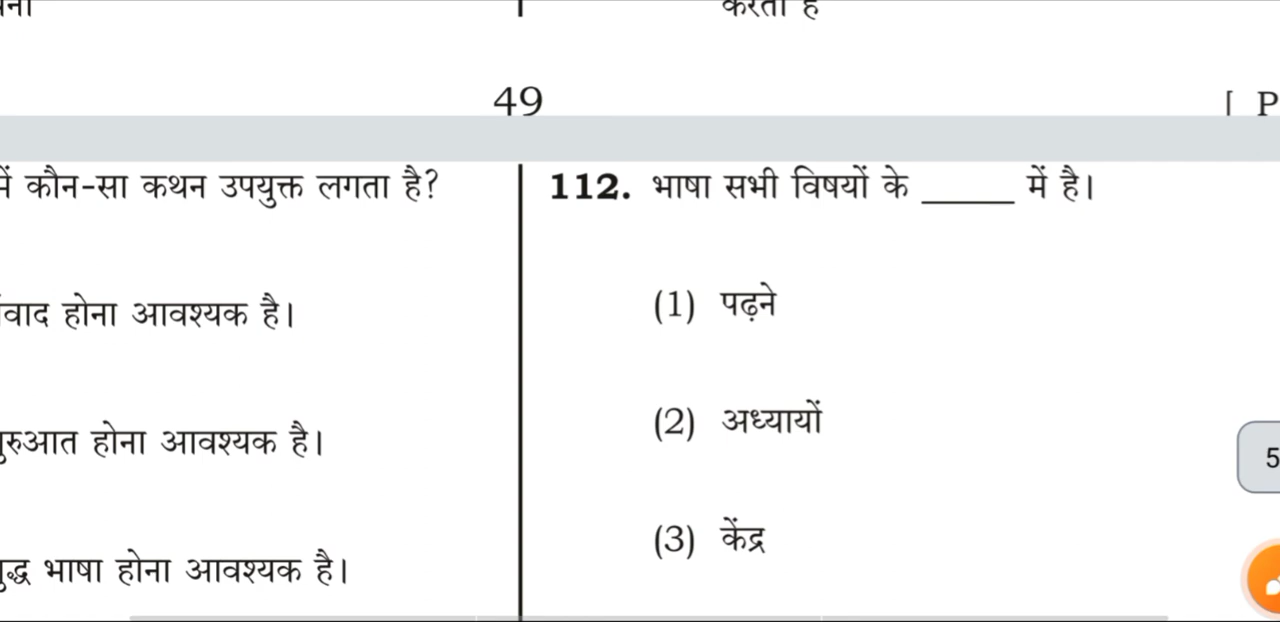 करता है
49
[ P
में कौन-सा कथन उपयुक्त लगता है?
होना आवश्यक है।
होना आवश्यक है।
भाषा होना आवश्यक है।
112. भाषा सभी विषयों के ______ में है।
(1) पढ़ने
(2) अध्यायों
(3) केंद्र
5